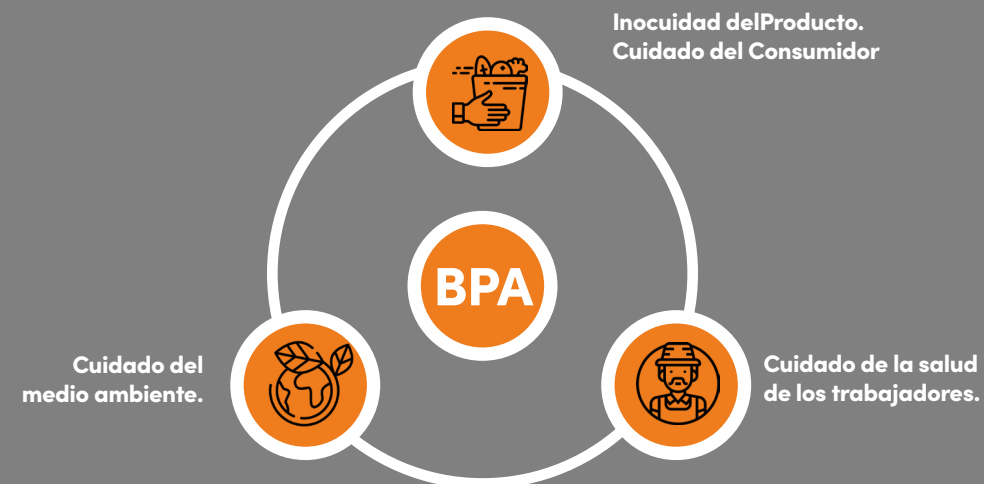 Inocuidad delProducto.
Cuidado del Consumidor
BPA
Cuidado del
medio ambiente.
Cuidado de la salud
de los trabajadores.